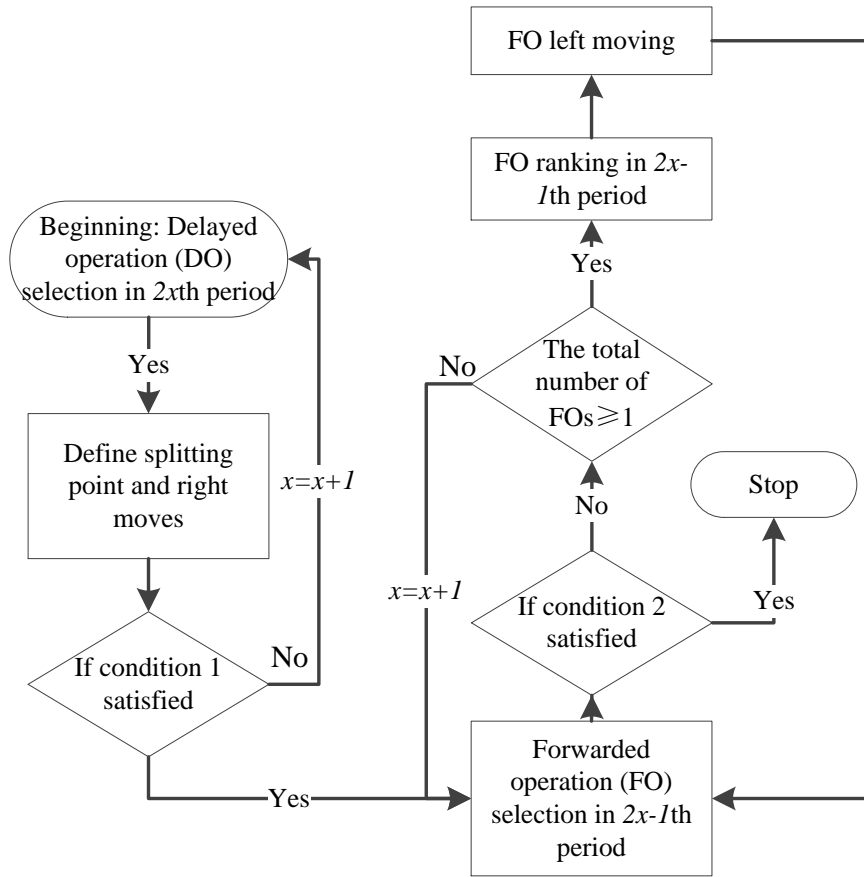 FO left moving
FO ranking in 2x-
1th period
Yes
Beginning: Delayed
operation (DO)
selection in 2xth period
Yes
Define splitting
point and right
moves
x=x+1
If condition 1
satisfied
No
Yes
No
The total
number of
FOs≥1
x=x+1
No
Stop
If condition 2
satisfied
Yes
Forwarded
operation (FO)
selection in 2x-1th
period